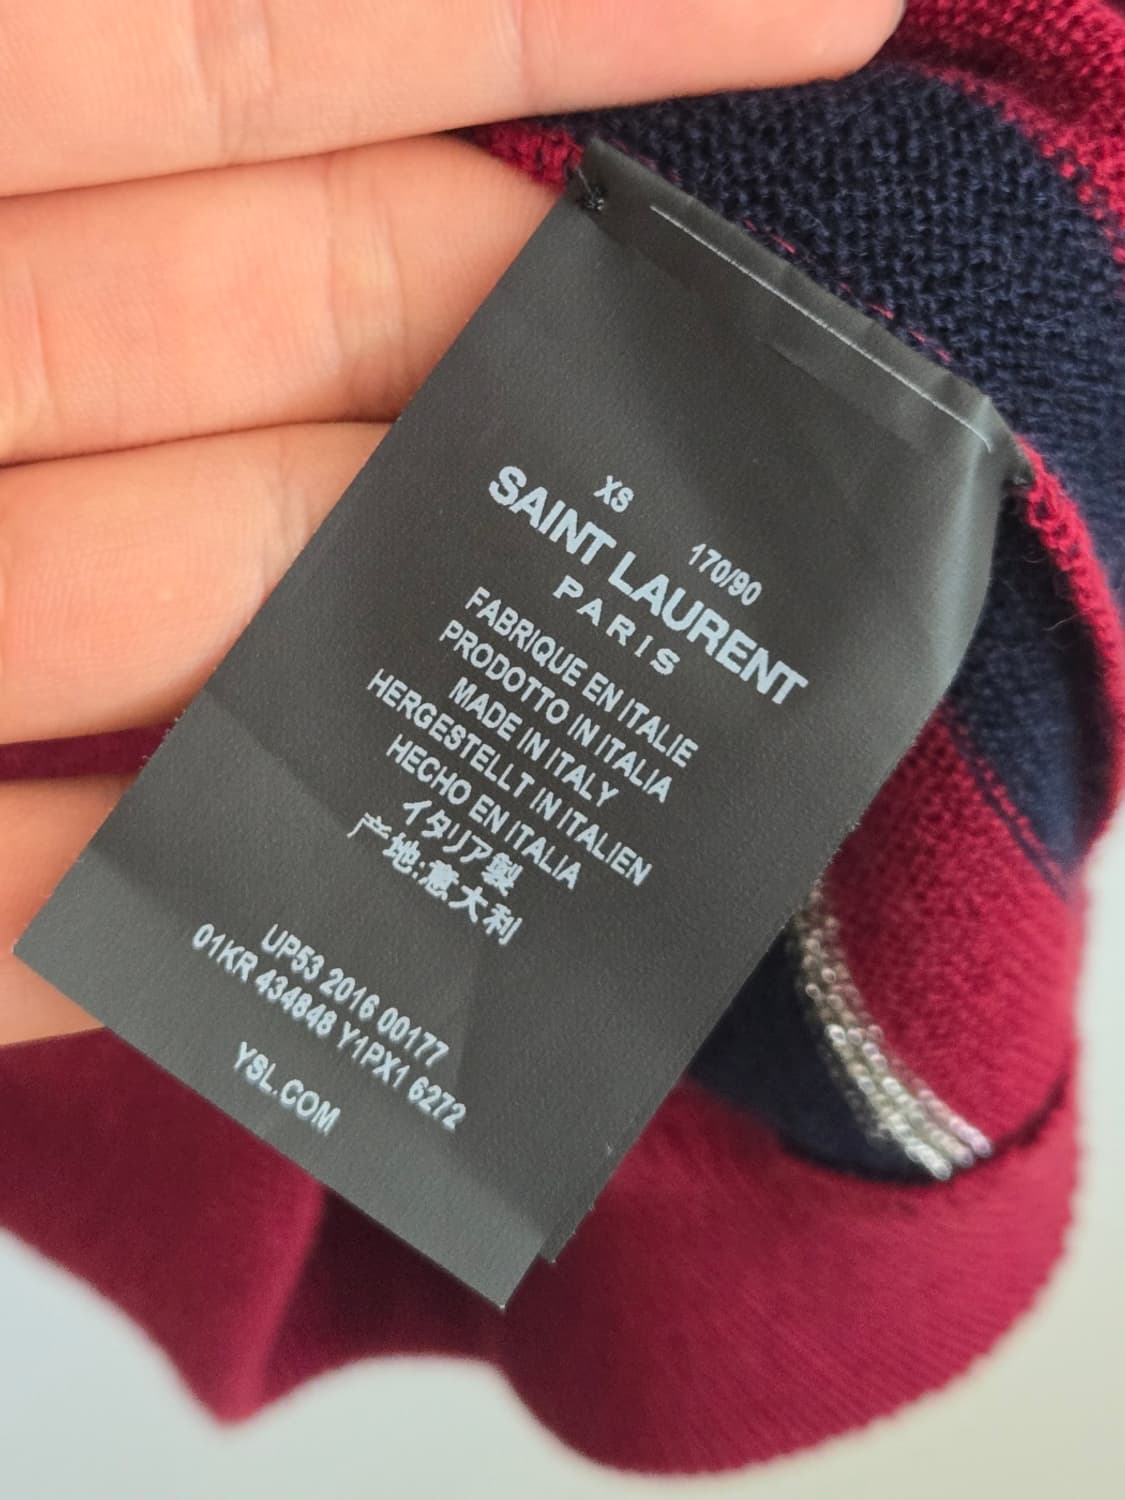 XS
170/90
SAINT LAURENT
PARIS
FABRIQUE EN ITALIE
PRODOTTO IN ITALIA
MADE IN ITALY
HERGESTELLT IN ITALIEN
HECHO EN ITALIA
イタリア製
产地:意大利
UP53 2016 00177
01KR 434848 Y1PX1 6272
YSL.COM